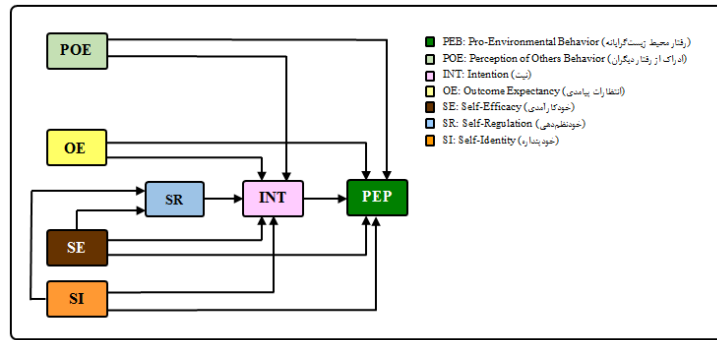 POE
OE
SR
INT
PEP
SE
SI
PEB: Pro-Environmental Behavior (رفتار محیط زیست‌گرایانه)
POE: Perception of Others Behavior (ادراک از رفتار دیگران)
INT: Intention (نیت)
OE: Outcome Expectancy (انتظارات پیامدی)
SE: Self-Efficacy (خودکارآمدی)
SR: Self-Regulation (خودنظم‌دهی)
SI: Self-Identity (خودپنداره)